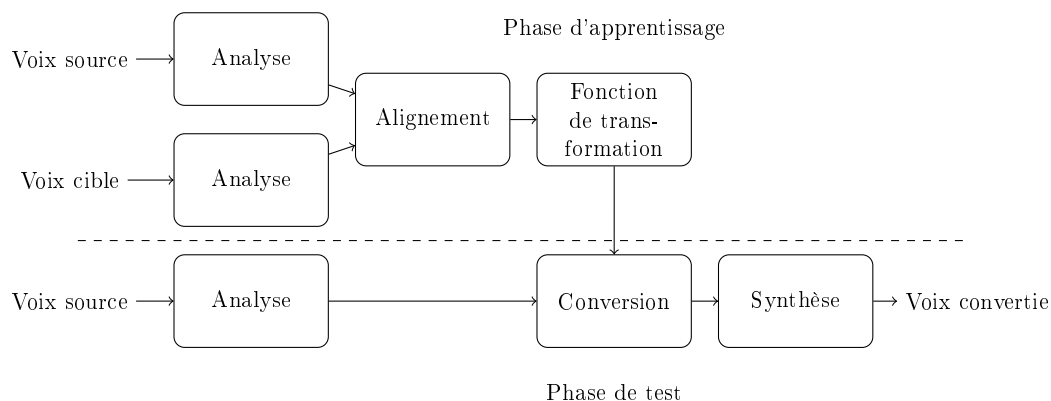 Phase d'apprentissage
Voix source
Analyse
Alignement
Fonction
de trans-
formation
Voix cible
Analyse
Voix source
Analyse
Conversion
Synthèse
Voix convertie
Phase de test